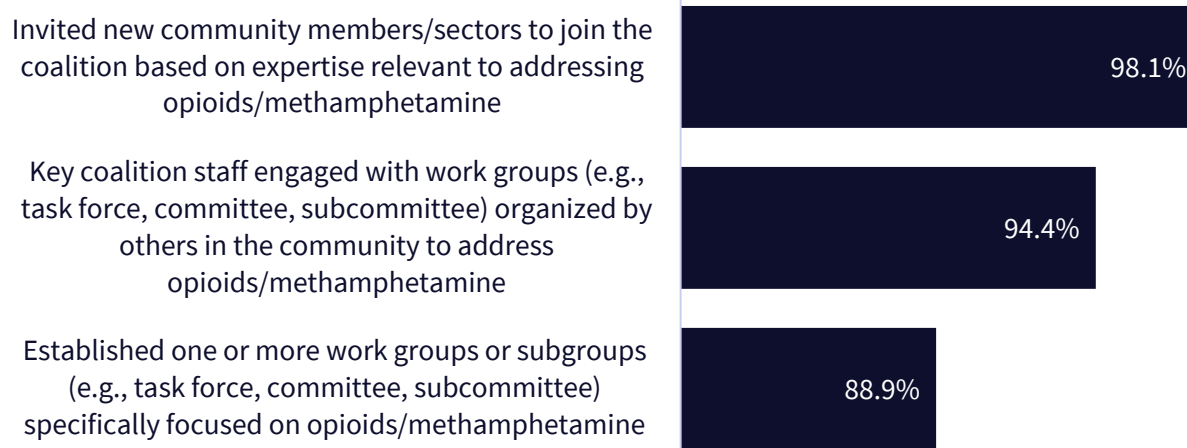 Invited new community members/sectors to join the
coalition based on expertise relevant to addressing
opioids/methamphetamine
98.1%
Key coalition staff engaged with work groups (e.g.,
task force, committee, subcommittee) organized by
others in the community to address
opioids/methamphetamine
94.4%
Established one or more work groups or subgroups
(e.g., task force, committee, subcommittee)
specifically focused on opioids/methamphetamine
88.9%